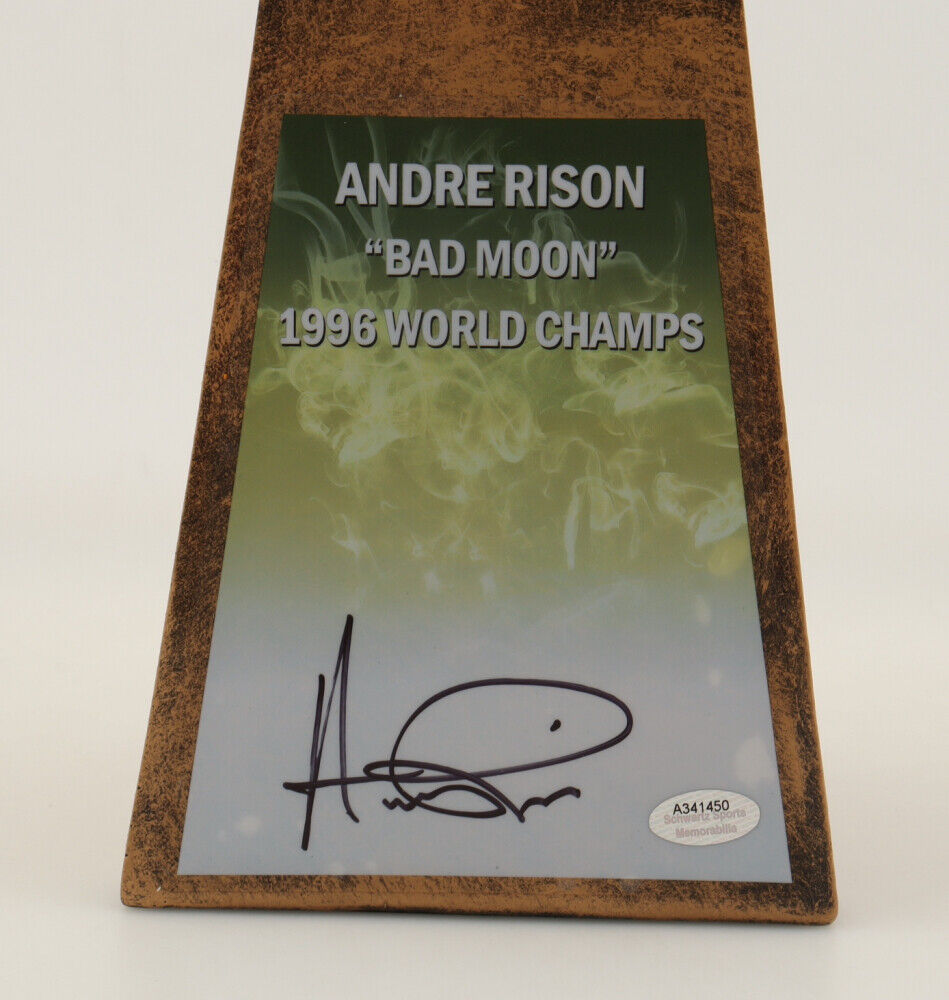 ANDRE RISON
“BAD MOON”
1996 WORLD CHAMPS
A341450
Schwartz Sports
Memorabilia